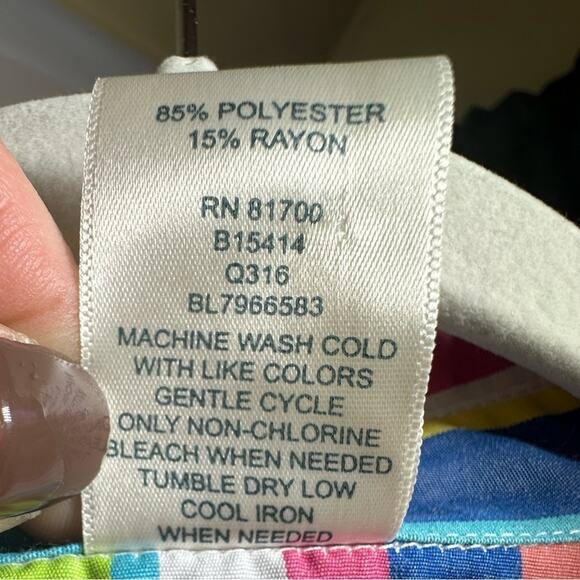 85% POLYESTER
15% RAYON
RN 81700
B15414
Q316
BL7966583
MACHINE WASH COLD
WITH LIKE COLORS
GENTLE CYCLE
ONLY NON-CHLORINE
BLEACH WHEN NEEDED
TUMBLE DRY LOW
COOL IRON
WHEN NEEDED